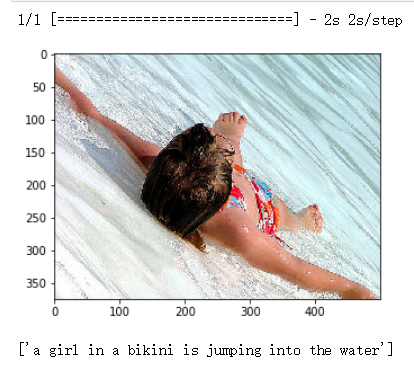 1/1 [==============================] - 2s 2s/step
0
50
100
150
200
250
300
350
0 100 200 300 400
['a girl in a bikini is jumping into the water']